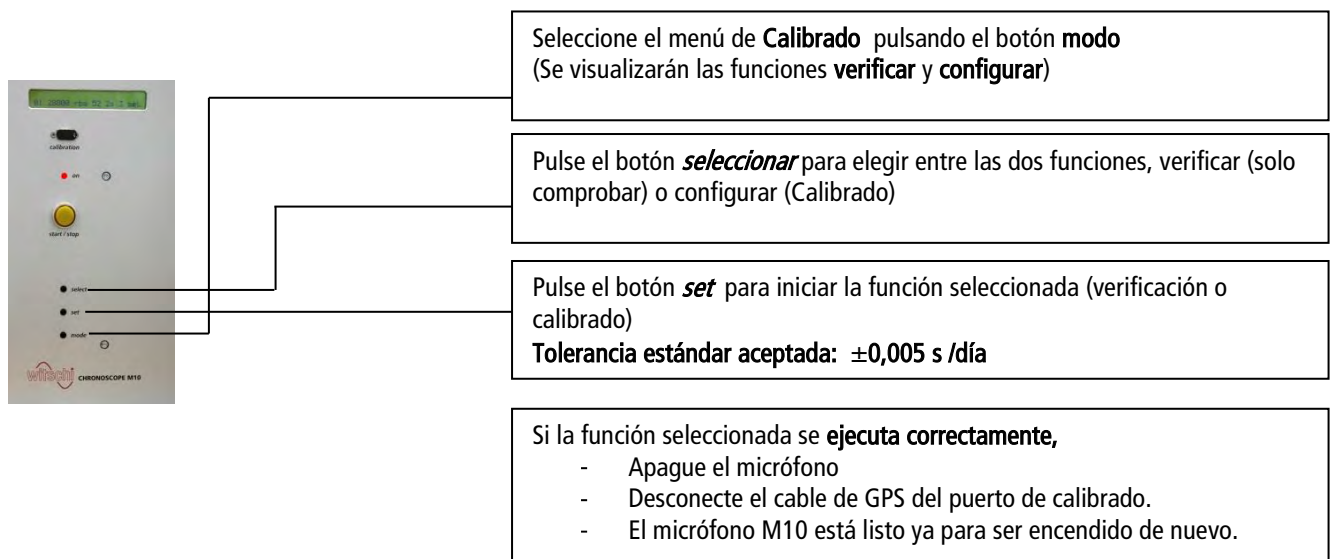 Seleccione el menú de Calibrado pulsando el botón modo
(Se visualizarán las funciones verificar y configurar)
Pulse el botón seleccionar para elegir entre las dos funciones, verificar (solo
comprobar) o configurar (Calibrado)
Pulse el botón set para iniciar la función seleccionada (verificación o
calibrado)
Tolerancia estándar aceptada: ±0,005 s /día
Si la función seleccionada se ejecuta correctamente,
- Apague el micrófono
- Desconecte el cable de GPS del puerto de calibrado.
- El micrófono M10 está listo ya para ser encendido de nuevo.
calibration
on
start / stop
select
set
mode
witschi CHRONOSCOPE M10